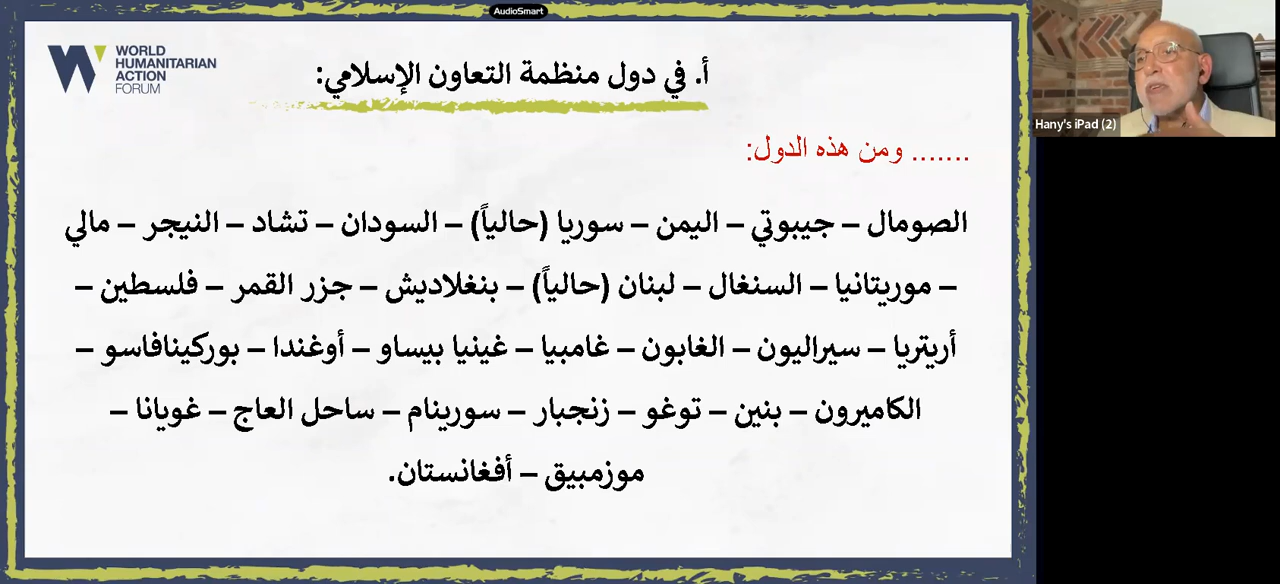 AudioSmart
WORLD
HUMANITARIAN
ACTION
FORUM
أ. في دول منظمة التعاون الإسلامي:
Hany's iPad (2)
....... ومن هذه الدول:
الصومال – جيبوتي – اليمن – سوريا (حالياً) – السودان – تشاد – النيجر – مالي
– موريتانيا – السنغال – لبنان (حالياً) – بنغلاديش – جزر القمر – فلسطين –
أريتريا – سيراليون – الغابون – غامبيا – غينيا بيساو – أوغندا – بوركينافاسو –
الكاميرون – بنين – توغو – زنجبار – سورينام – ساحل العاج – غويانا –
موزمبيق – أفغانستان.